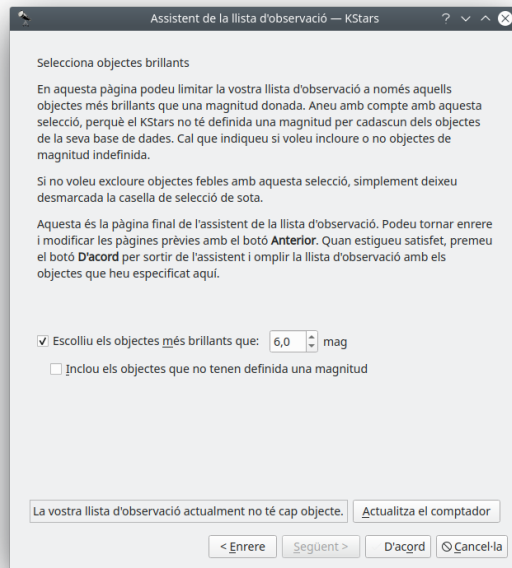 Assistent de la llista d'observació — KStars
Selecciona objectes brillants
En aquesta pàgina podeu limitar la vostra llista d'observació a només aquells
objectes més brillants que una magnitud donada. Aneu amb compte amb aquesta
selecció, perquè el KStars no té definida una magnitud per cadascun dels objectes
de la seva base de dades. Cal que indiqueu si voleu incloure o no objectes de
magnitud indefinida.
Si no voleu excloure objectes febles amb aquesta selecció, simplement deixeu
desmarcada la casella de selecció de sota.
Aquesta és la pàgina final de l'assistent de la llista d'observació. Podeu tornar enrere
i modificar les pàgines prèvies amb el botó Anterior. Quan estigueu satisfet, premeu
el botó D'acord per sortir de l'assistent i omplir la llista d'observació amb els
objectes que heu especificat aquí.
Escolliu els objectes més brillants que: 6,0 mag
Inclou els objectes que no tenen definida una magnitud
La vostra llista d'observació actualment no té cap objecte. Actualitza el comptador
< Enrere Següent > D'acord Cancel·la